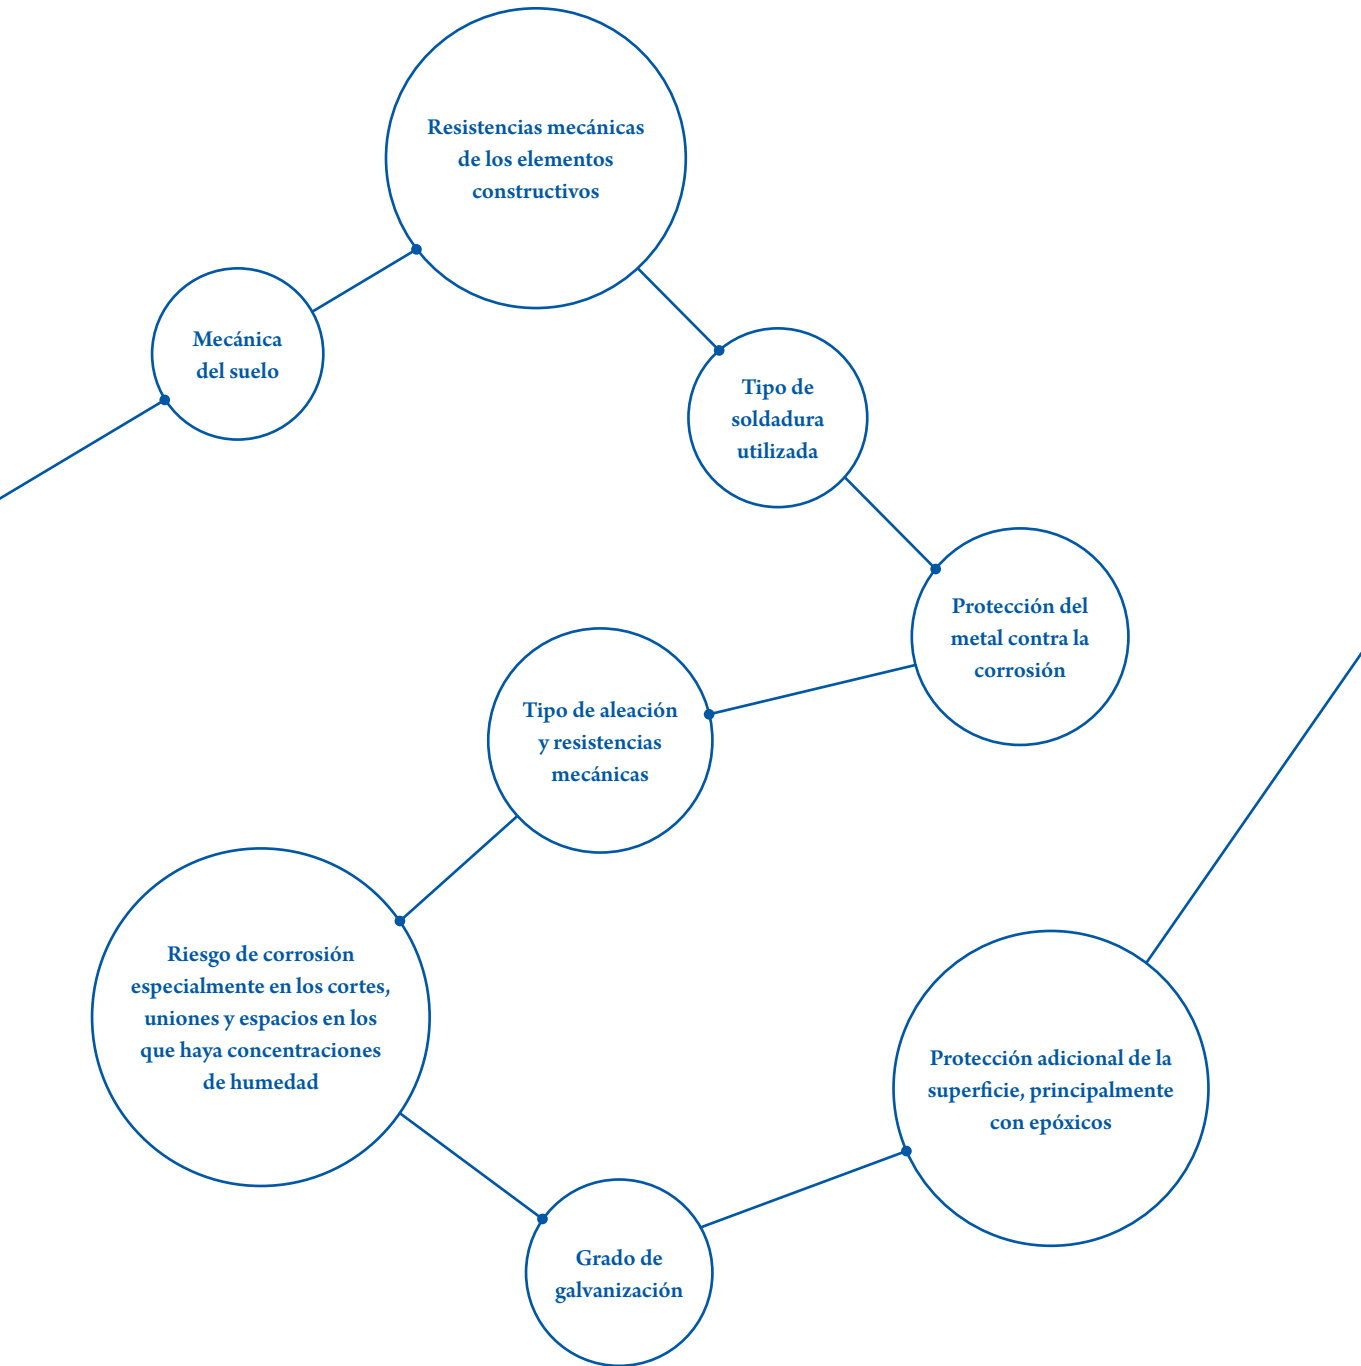 Resistencias mecánicas
de los elementos
constructivos
Mecánica
del suelo
Tipo de
soldadura
utilizada
Protección del
metal contra la
corrosión
Tipo de aleación
y resistencias
mecánicas
Riesgo de corrosión
especialmente en los cortes,
uniones y espacios en los
que haya concentraciones
de humedad
Protección adicional de la
superficie, principalmente
con epóxicos
Grado de
galvanización